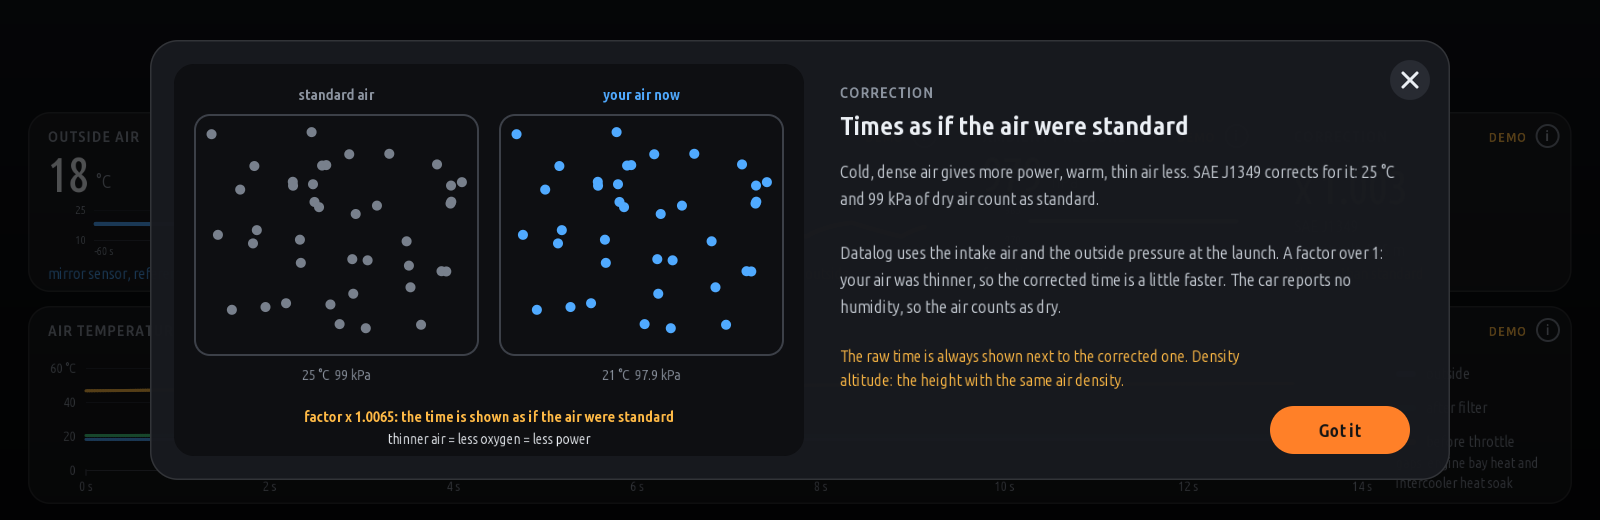 standard air
your air now
25 °C 99 kPa
21 °C 97.9 kPa
factor x 1.0065: the time is shown as if the air were standard
thinner air = less oxygen = less power
CORRECTION
Times as if the air were standard
Cold, dense air gives more power, warm, thin air less. SAE J1349 corrects for it: 25 °C
and 99 kPa of dry air count as standard.
Datalog uses the intake air and the outside pressure at the launch. A factor over 1:
your air was thinner, so the corrected time is a little faster. The car reports no
humidity, so the air counts as dry.
The raw time is always shown next to the corrected one. Density
altitude: the height with the same air density.
Got it
OUTSIDE AIR
18 °C
25
10
-60 s
mirror sensor, ref
DEMO i
AIR TEMPERAT
60 °C
40
20
0
0 s 2 s 4 s 6 s 8 s 10 s 12 s 14 s
DEMO i
side
r filter
ore throttle
ine bay heat and
intercooler heat soak